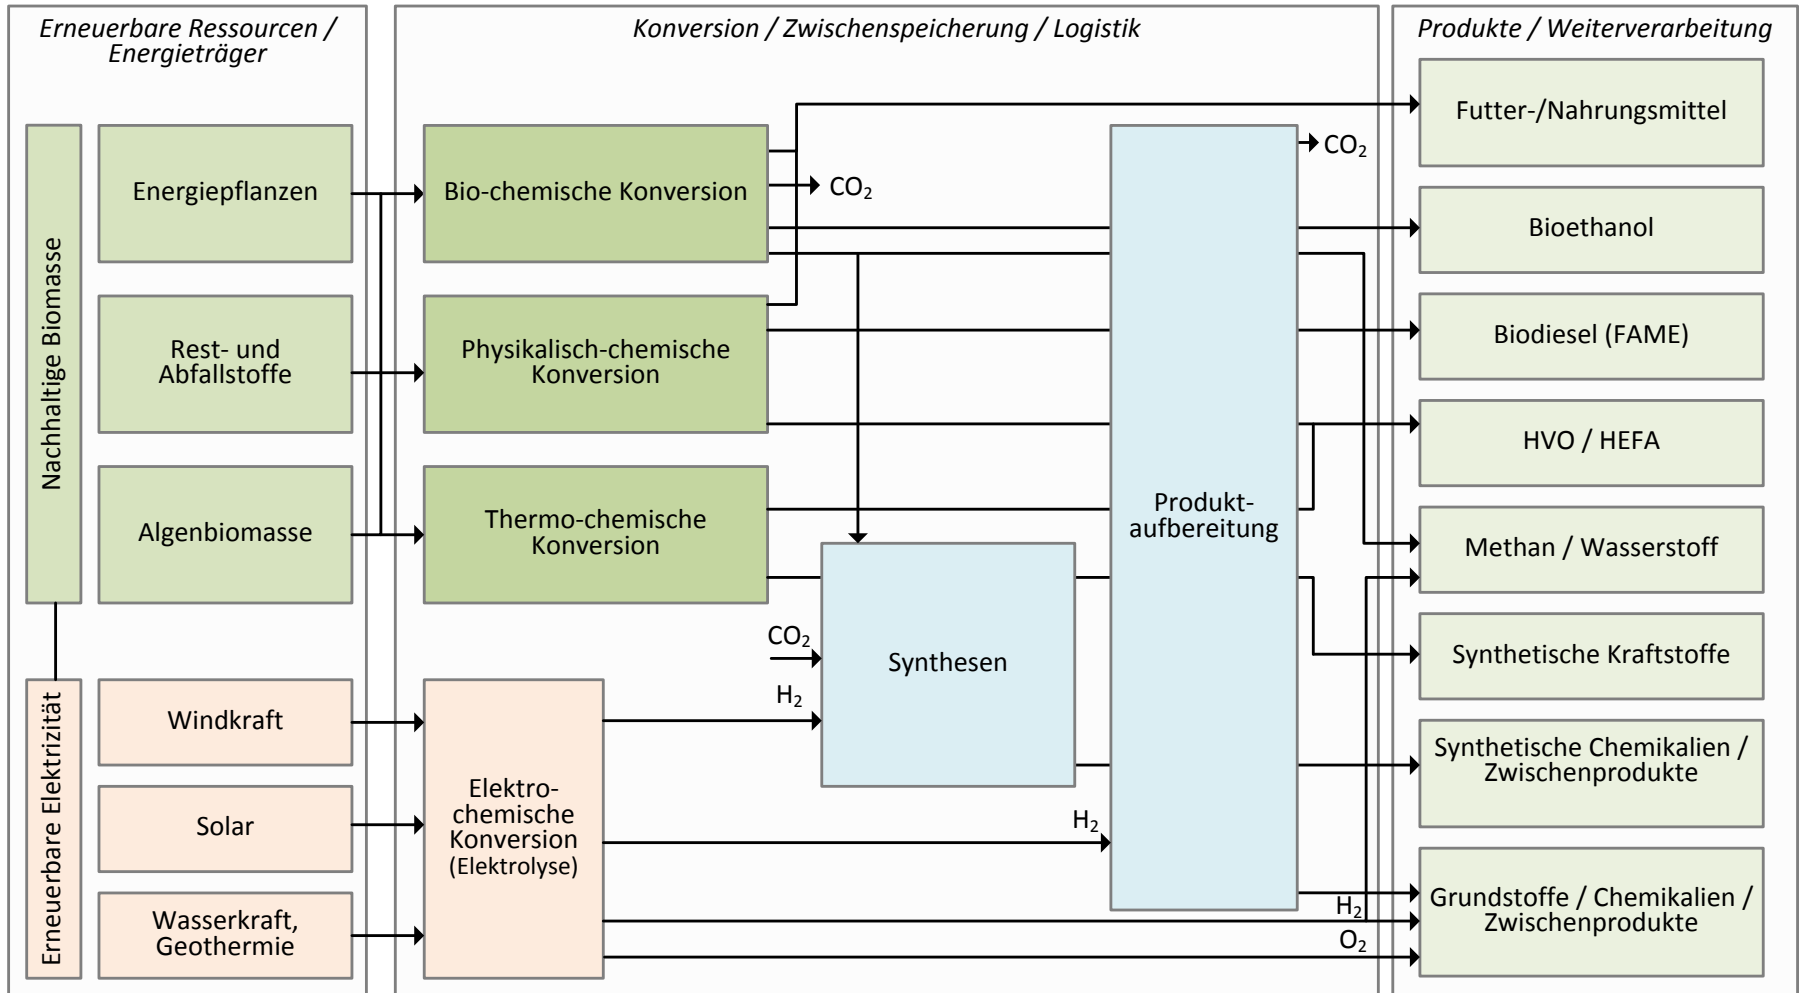 Erneuerbare Ressourcen /
Energieträger
Nachhaltige Biomasse
Energiepflanzen
Rest- und
Abfallstoffe
Algenbiomasse
Erneuerbare Elektrizität
Windkraft
Solar
Wasserkraft,
Geothermie
Konversion / Zwischenspeicherung / Logistik
Bio-chemische Konversion
CO₂
Physikalisch-chemische
Konversion
Thermo-chemische
Konversion
CO₂
H₂
Synthesen
Elektro-
chemische
Konversion
(Elektrolyse)
H₂
Produkt-
aufbereitung
CO₂
H₂
O₂
Produkte / Weiterverarbeitung
Futter-/Nahrungsmittel
Bioethanol
Biodiesel (FAME)
HVO / HEFA
Methan / Wasserstoff
Synthetische Kraftstoffe
Synthetische Chemikalien /
Zwischenprodukte
Grundstoffe / Chemikalien /
Zwischenprodukte